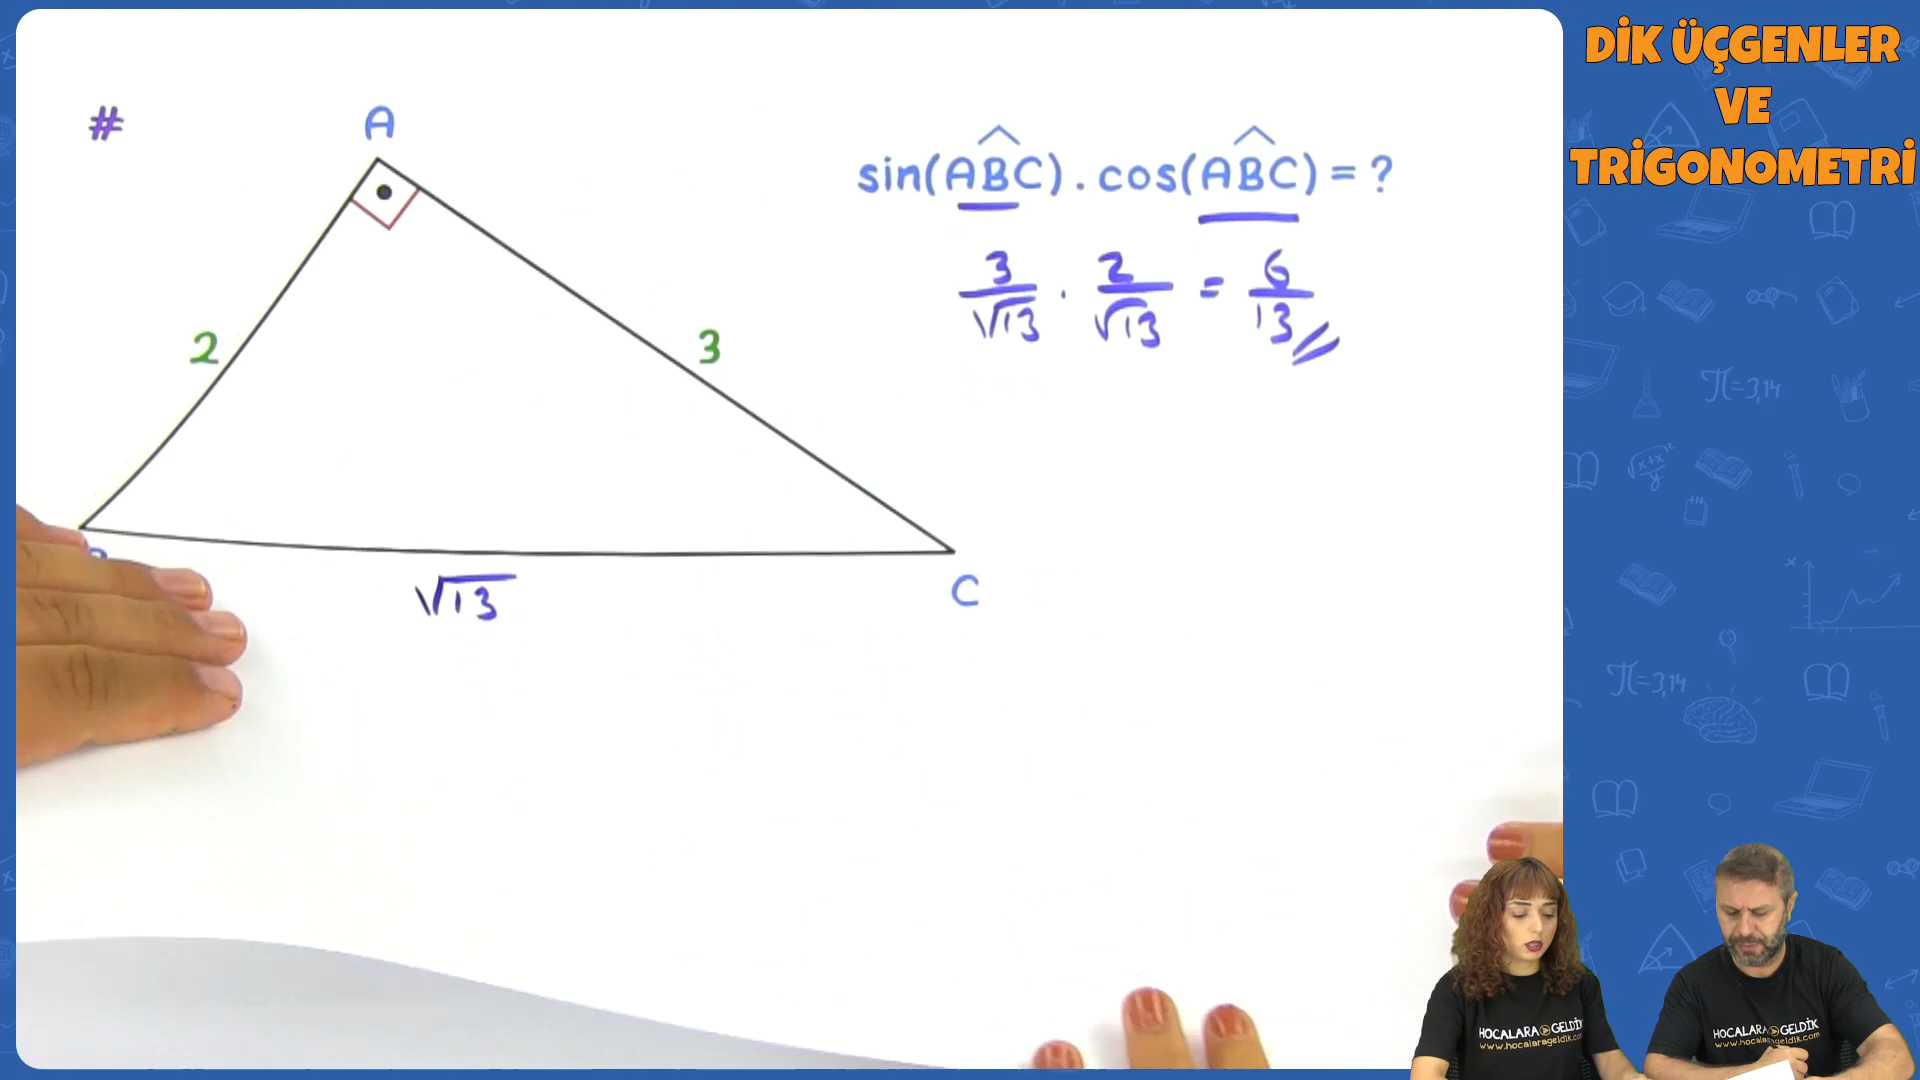 DİK ÜÇGENLER
VE
TRİGONOMETRİ
#
A
sin(ABC) . cos(ABC) = ?
3/√13 . 2/√13 = 6/13
2
3
√13
C
π=3,14
√x+x/y
π=3,14
HOCALARA GELDİK
www.hocalarageldik.com
HOCALARA GELDİK
www.hocalarageldik.com